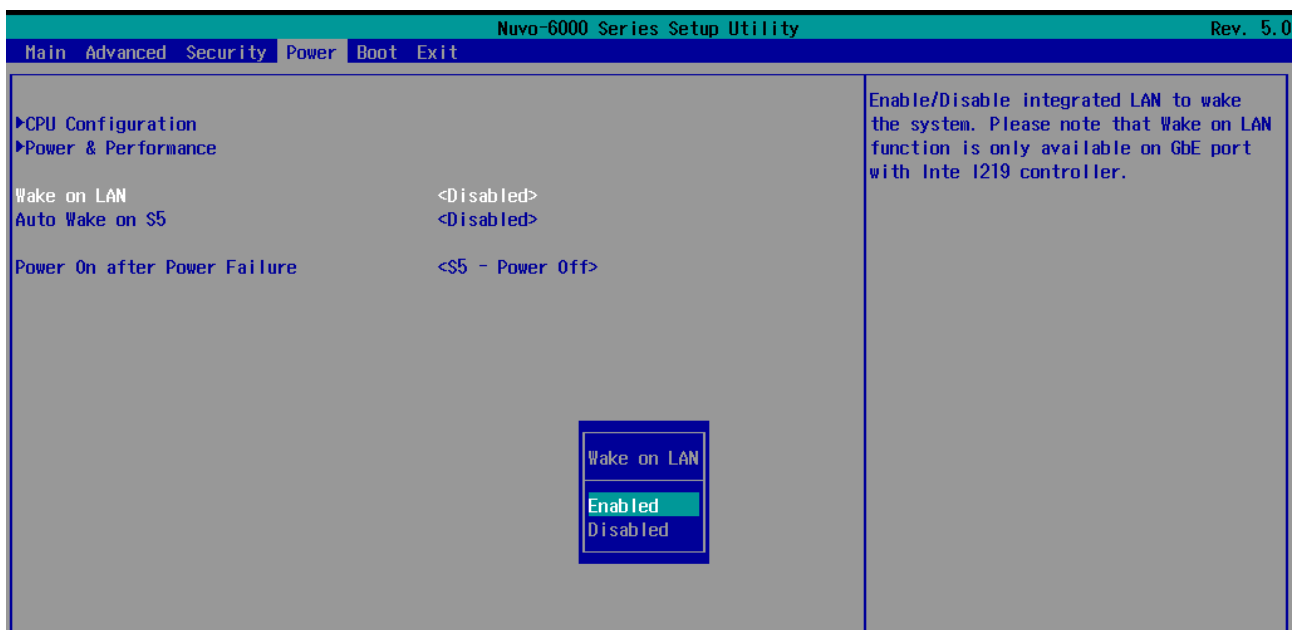 Nuvo-6000 Series Setup Utility Rev. 5.0
Main Advanced Security Power Boot Exit
▶CPU Configuration
▶Power & Performance
Wake on LAN <Disabled>
Auto Wake on S5 <Disabled>
Power On after Power Failure <S5 - Power Off>
Enable/Disable integrated LAN to wake
the system. Please note that Wake on LAN
function is only available on GbE port
with Inte I219 controller.
Wake on LAN
Enabled
Disabled